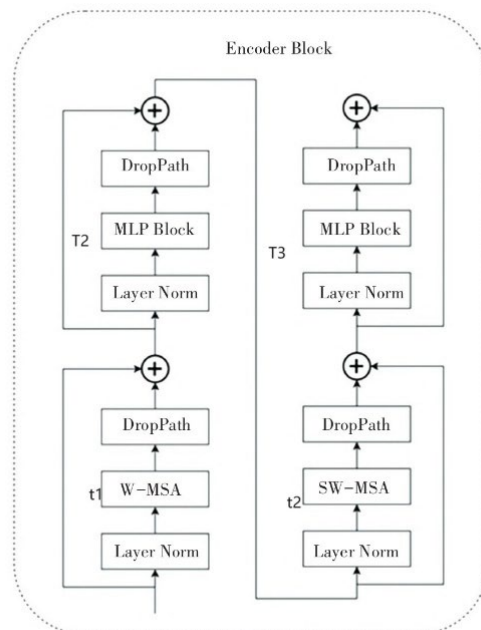 Encoder Block
DropPath
MLP Block
T2
Layer Norm
DropPath
W-MSA
t1
Layer Norm
DropPath
MLP Block
T3
Layer Norm
DropPath
SW-MSA
t2
Layer Norm